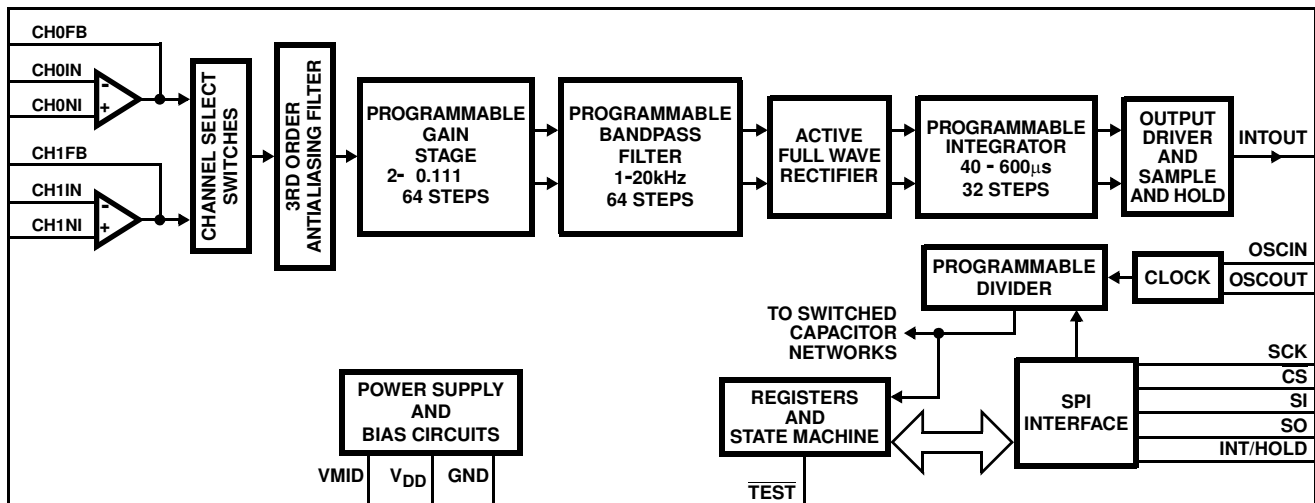 CH0FB
CH0IN
CH0NI
CH1FB
CH1IN
CH1NI
-
+
-
+
CHANNEL SELECT
SWITCHES
3RD ORDER
ANTIALIASING FILTER
PROGRAMMABLE
GAIN
STAGE
2- 0.111
64 STEPS
PROGRAMMABLE
BANDPASS
FILTER
1-20kHz
64 STEPS
ACTIVE
FULL WAVE
RECTIFIER
PROGRAMMABLE
INTEGRATOR
40 - 600µs
32 STEPS
OUTPUT
DRIVER
AND
SAMPLE
AND HOLD
INTOUT
PROGRAMMABLE
DIVIDER
CLOCK
OSCIN
OSCOUT
TO SWITCHED
CAPACITOR
NETWORKS
POWER SUPPLY
AND
BIAS CIRCUITS
VMID
VDD
GND
REGISTERS
AND
STATE MACHINE
TEST
SPI
INTERFACE
SCK
CS
SI
SO
INT/HOLD